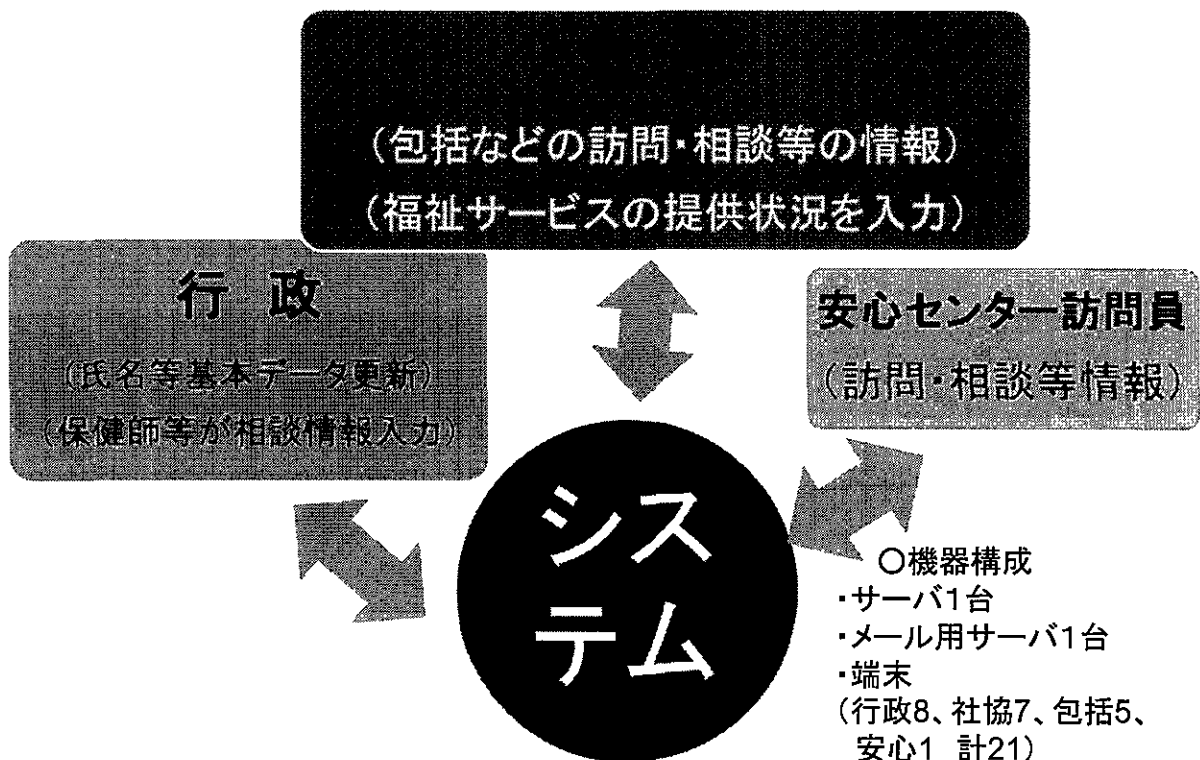 (包括などの訪問・相談等の情報)
(福祉サービスの提供状況を入力)
行 政
(氏名等基本データ更新)
(保健師等が相談情報入力)
安心センター訪問員
(訪問・相談等情報)
シス
テム
〇機器構成
・サーバ1台
・メール用サーバ1台
・端末
(行政8、社協7、包括5、
安心1 計21)